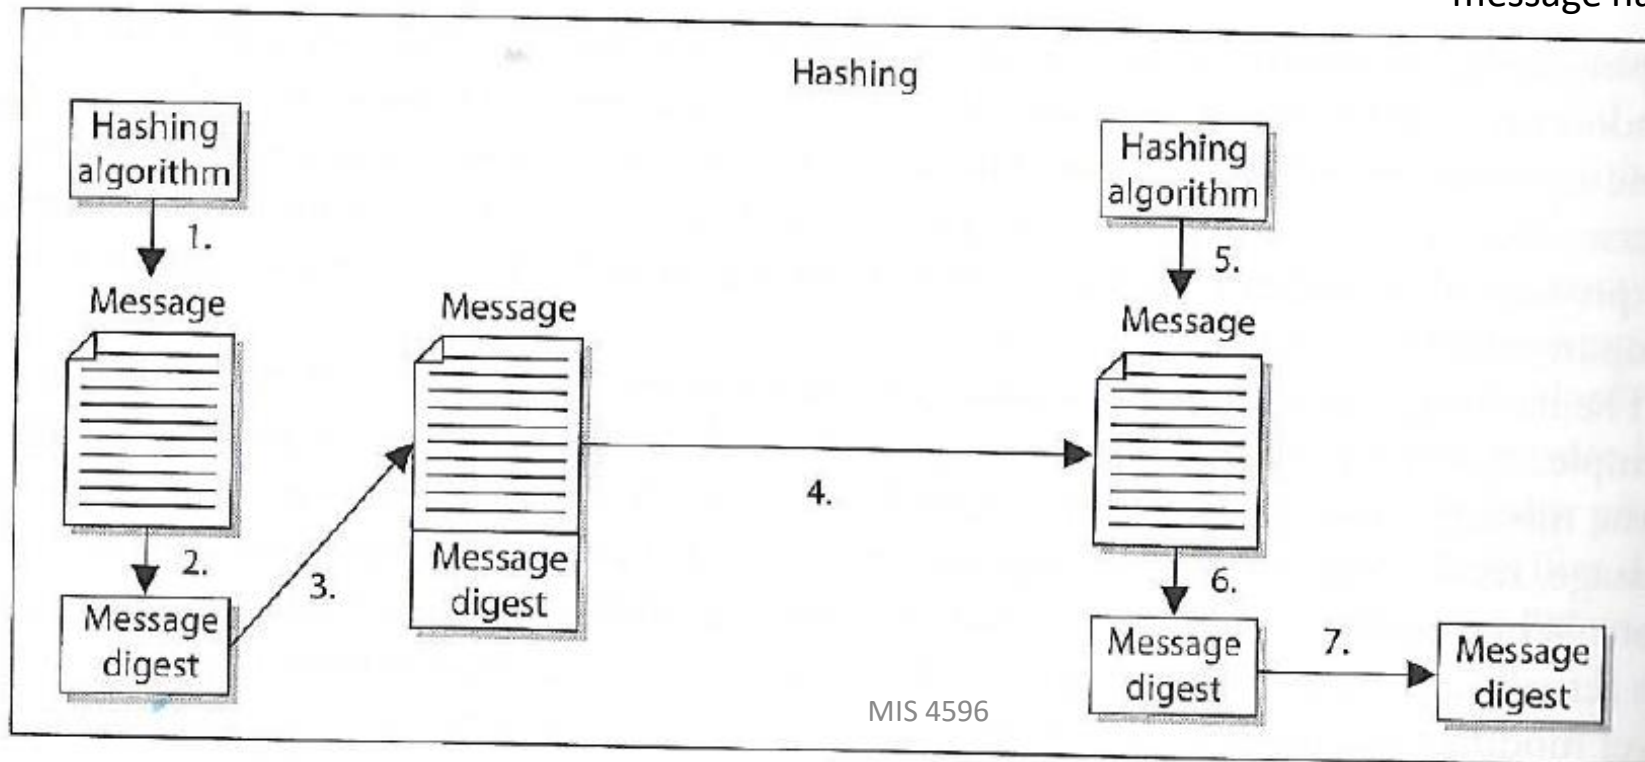 message ha
Hashing
Hashing
algorithm
1.
Message
2.
Message
digest
3.
Message
Message
digest
4.
Hashing
algorithm
5.
Message
6.
Message
digest
7.
Message
digest
MIS 4596